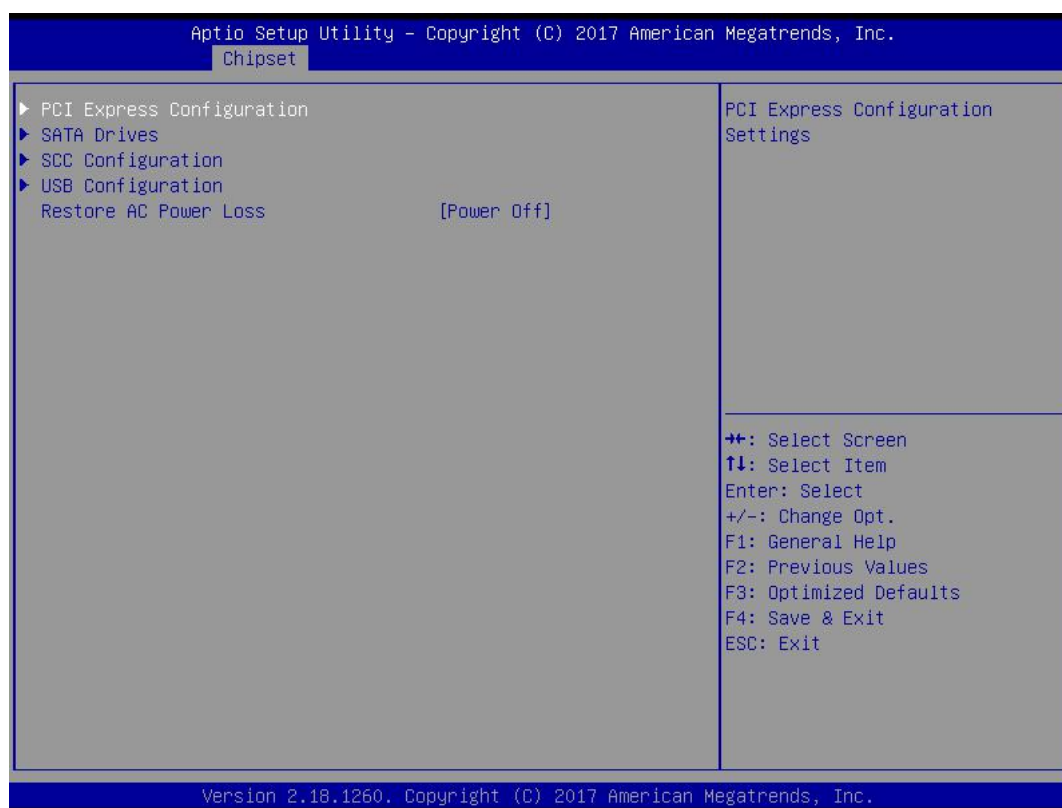 Aptio Setup Utility – Copyright (C) 2017 American Megatrends, Inc.
Chipset
▶ PCI Express Configuration
▶ SATA Drives
▶ SCC Configuration
▶ USB Configuration
Restore AC Power Loss [Power Off]
PCI Express Configuration
Settings
→←: Select Screen
↑↓: Select Item
Enter: Select
+/-: Change Opt.
F1: General Help
F2: Previous Values
F3: Optimized Defaults
F4: Save & Exit
ESC: Exit
Version 2.18.1260. Copyright (C) 2017 American Megatrends, Inc.